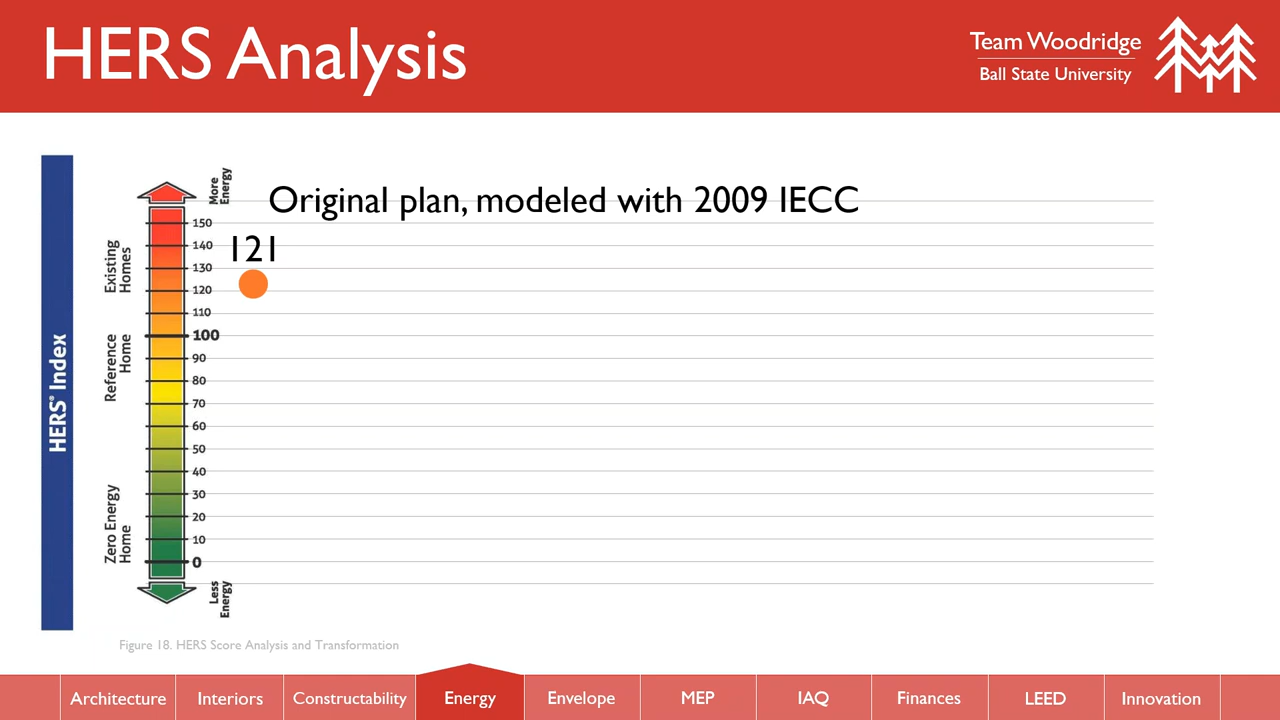 HERS Analysis
Team Woodridge
Ball State University
HERS® Index
More
Energy
Existing
Homes
Reference
Home
Zero Energy
Home
Less
Energy
150
140
130
120
110
100
90
80
70
60
50
40
30
20
10
0
Original plan, modeled with 2009 IECC
121
Figure 18. HERS Score Analysis and Transformation
Architecture
Interiors
Constructability
Energy
Envelope
MEP
IAQ
Finances
LEED
Innovation